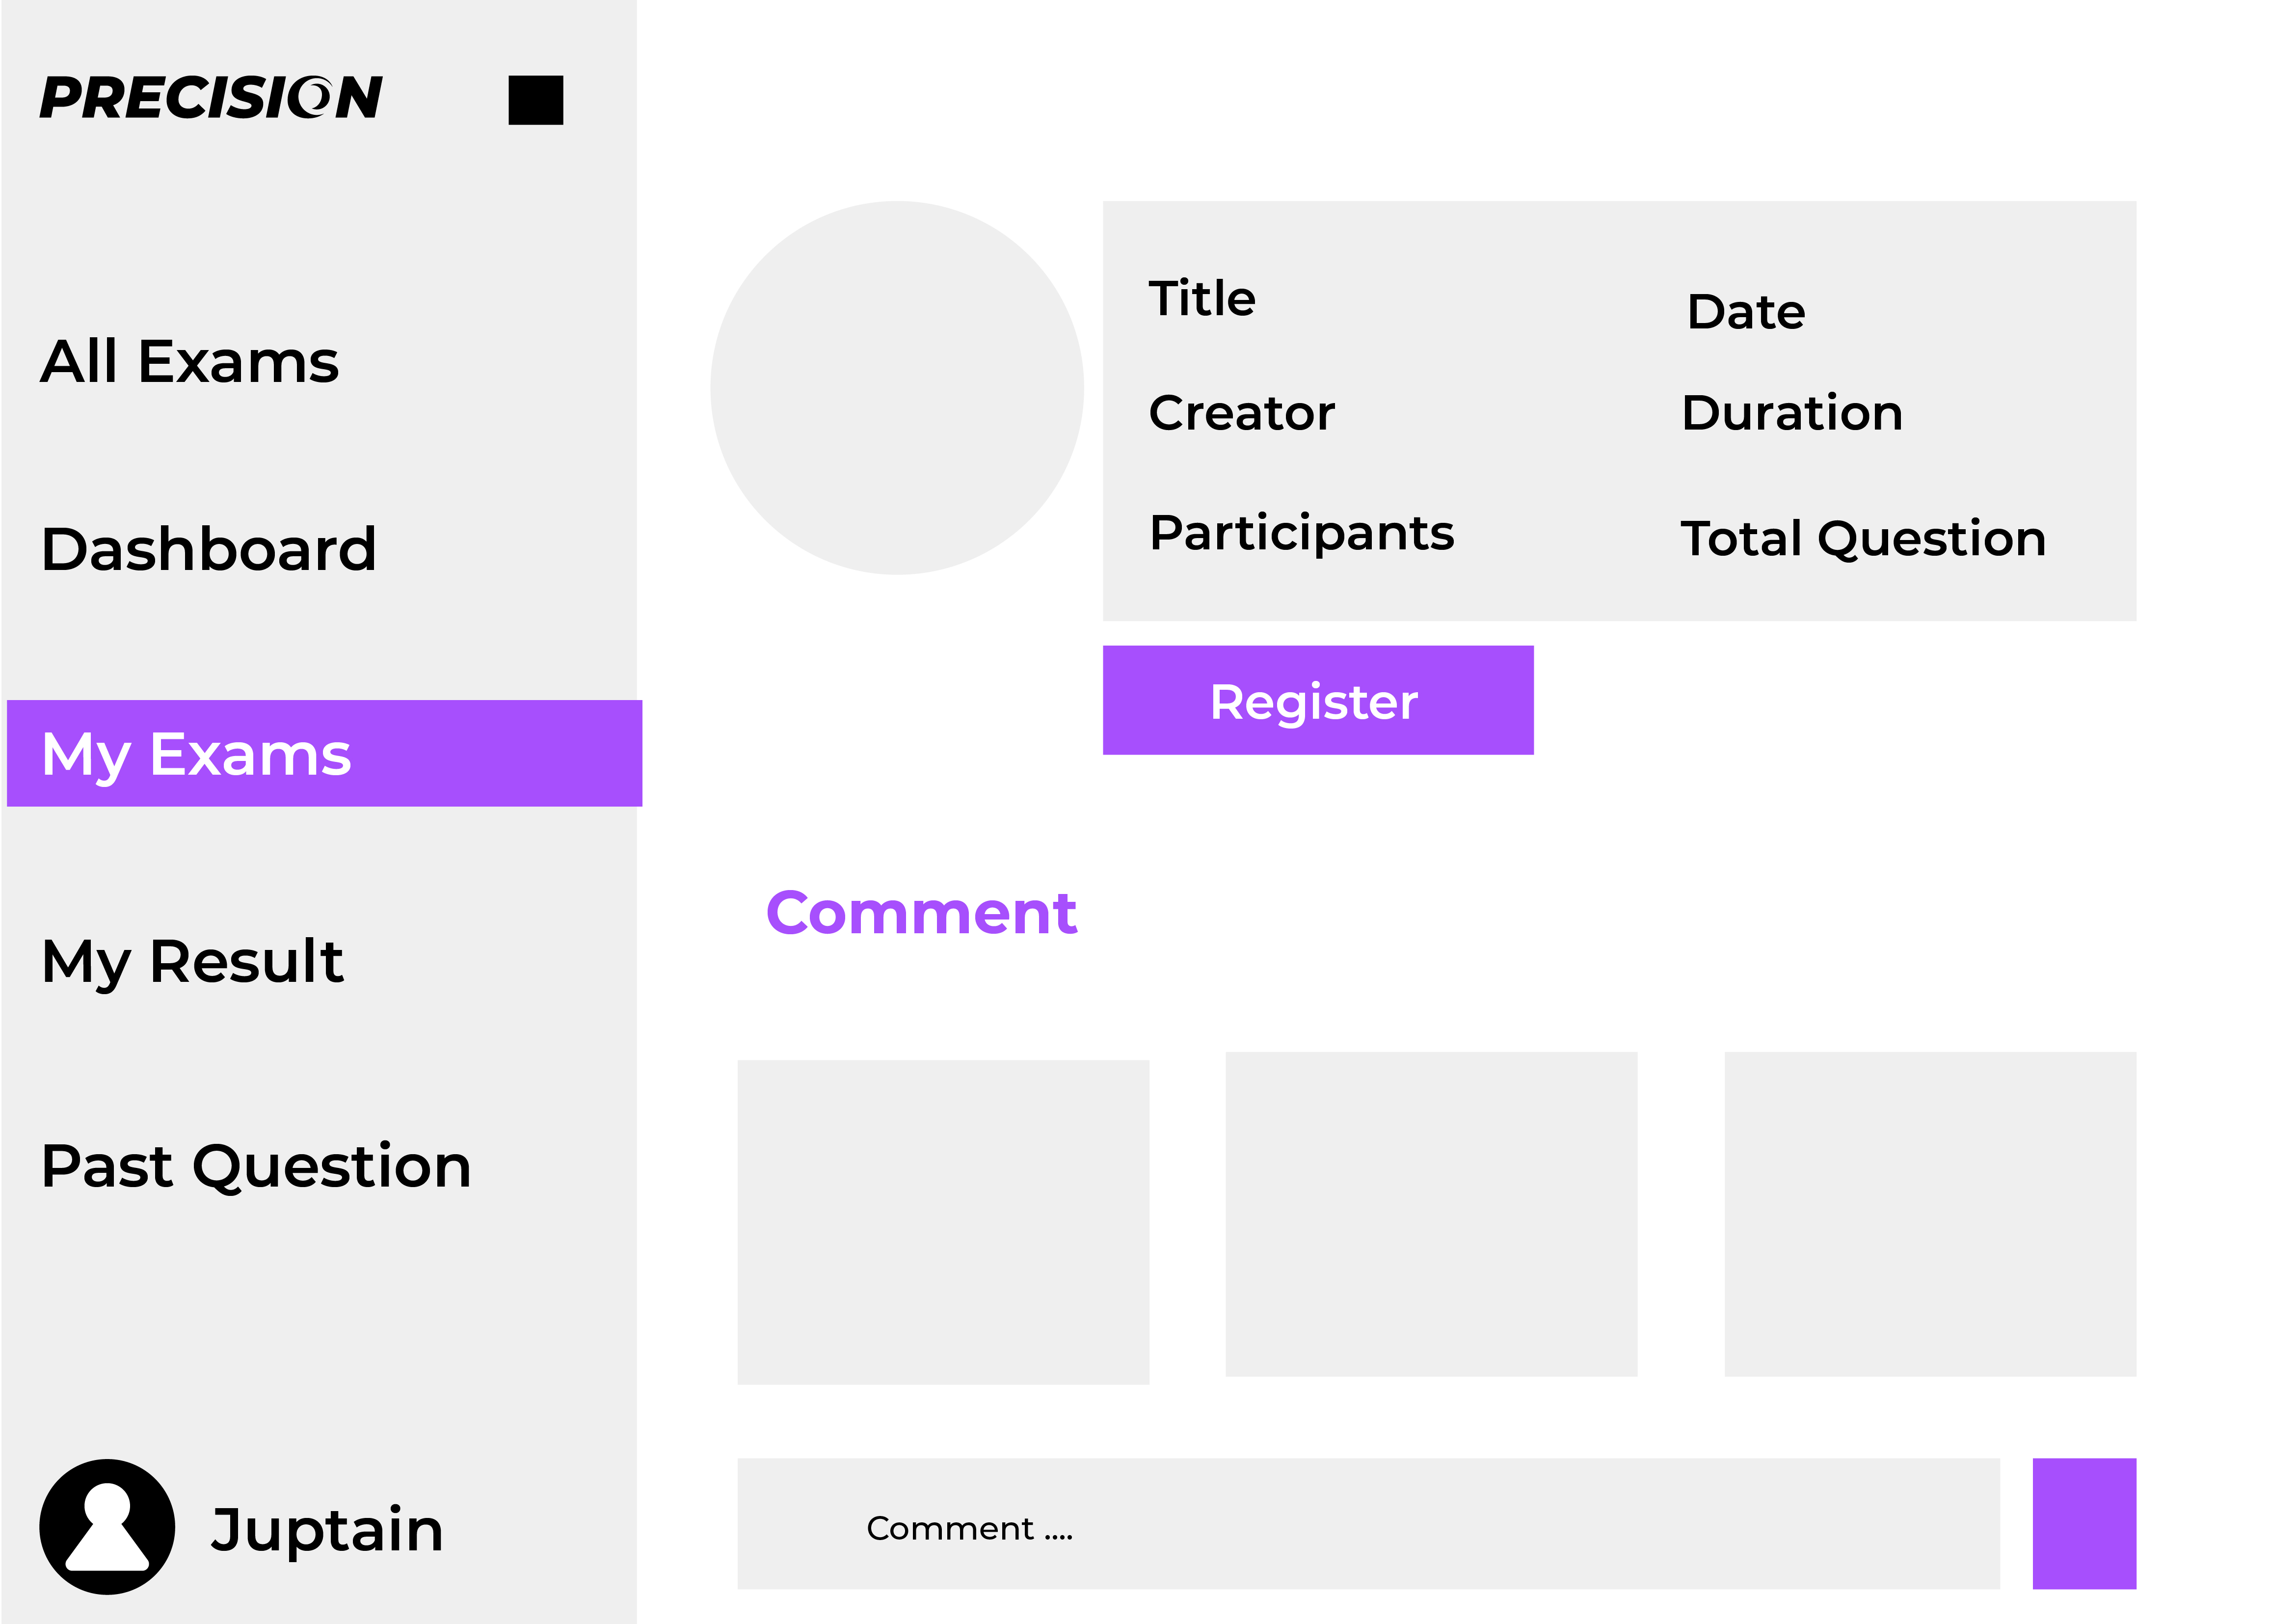 PRECISION
All Exams
Dashboard
My Exams
My Result
Past Question
Juptain
Title
Date
Creator
Duration
Participants
Total Question
Register
Comment
Comment ....